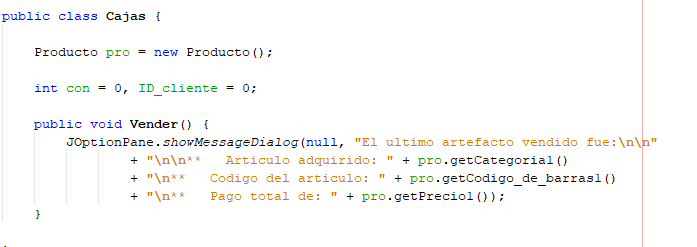 public class Cajas {
Producto pro = new Producto();
int con = 0, ID_cliente = 0;
public void Vender() {
JOptionPane.showMessageDialog(null, "El ultimo artefacto vendido fue:\n\n"
+ "\n\n**   Articulo adquirido: " + pro.getCategoria1()
+ "\n**   Codigo del articulo: " + pro.getCodigo_de_barras1()
+ "\n**   Pago total de: " + pro.getPrecio1());
}